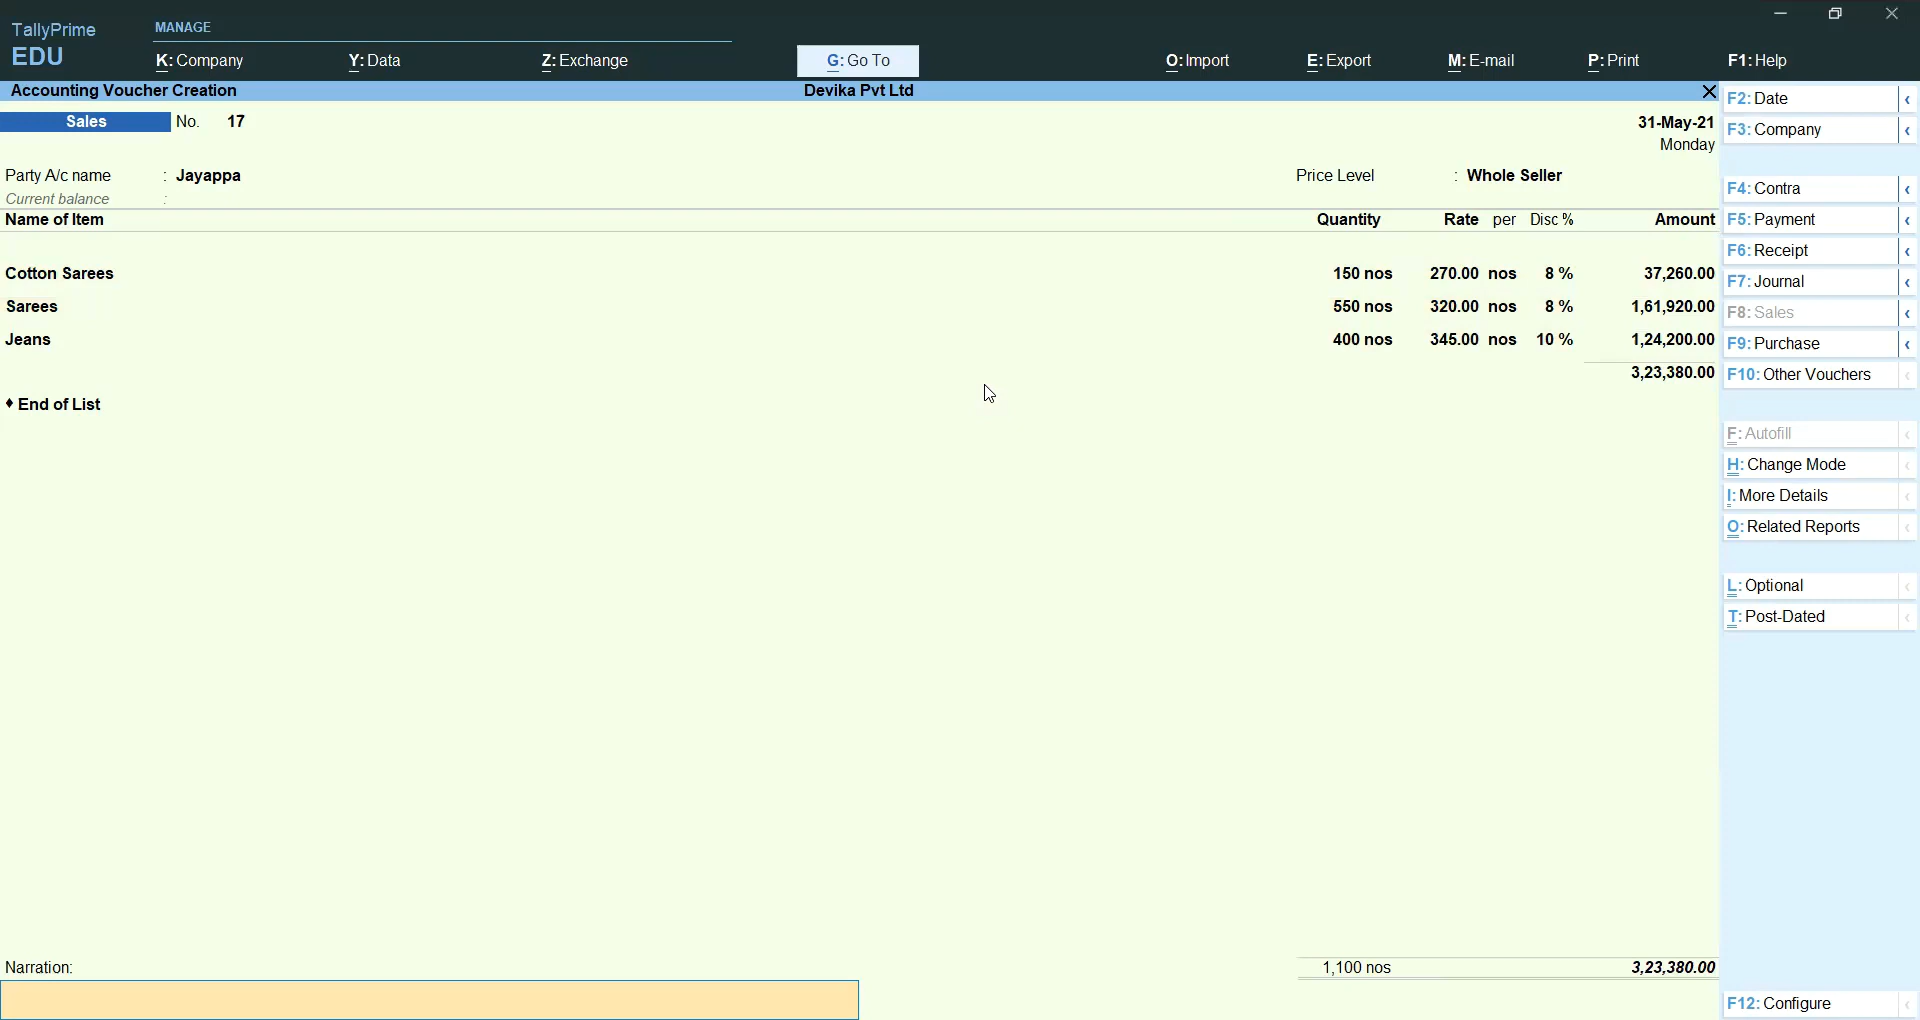 TallyPrime
EDU
MANAGE
K: Company
Y: Data
Z: Exchange
G: Go To
O: Import
E: Export
M: E-mail
P: Print
F1: Help
Accounting Voucher Creation
Devika Pvt Ltd
Sales No. 17
31-May-21
Monday
Party A/c name : Jayappa
Price Level : Whole Seller
Current balance :
Name of Item Quantity Rate per Disc % Amount
Cotton Sarees 150 nos 270.00 nos 8 % 37,260.00
Sarees 550 nos 320.00 nos 8 % 1,61,920.00
Jeans 400 nos 345.00 nos 10 % 1,24,200.00
3,23,380.00
♦ End of List
Narration:
1,100 nos 3,23,380.00
F2: Date
F3: Company
F4: Contra
F5: Payment
F6: Receipt
F7: Journal
F8: Sales
F9: Purchase
F10: Other Vouchers
F: Autofill
H: Change Mode
I: More Details
O: Related Reports
L: Optional
T: Post-Dated
F12: Configure